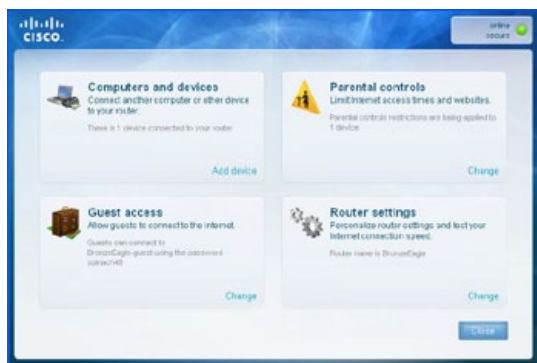 CISCO.
online
secure
Computers and devices
Connect another computer or other device
to your router.
There is 1 device connected to your router
Add device
Parental controls
Limit Internet access times and websites.
Parental controls restrictions are being applied to
1 device
Change
Guest access
Allow guests to connect to the internet.
Guests can connect to
BronzeEagle-guest using the password
Change
Router settings
Personalize router settings and test your
Internet connection speed.
Router name is BronzeEagle
Change
Close